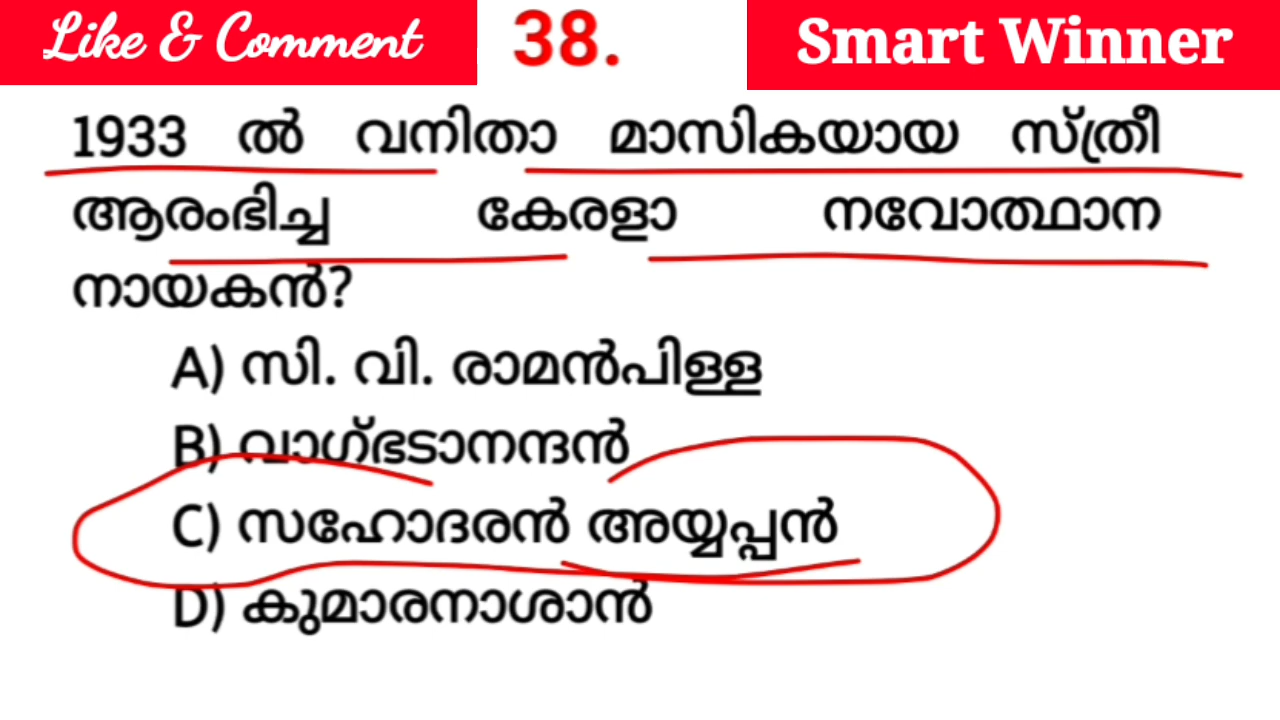 Like & Comment 38. Smart Winner
1933 ൽ വനിതാ മാസികയായ സ്ത്രീ
ആരംഭിച്ച കേരളാ നവോത്ഥാന
നായകൻ?
A) സി. വി. രാമൻപിള്ള
B) വാഗ്ഭടാനന്ദൻ
C) സഹോദരൻ അയ്യപ്പൻ
D) കുമാരനാശാൻ